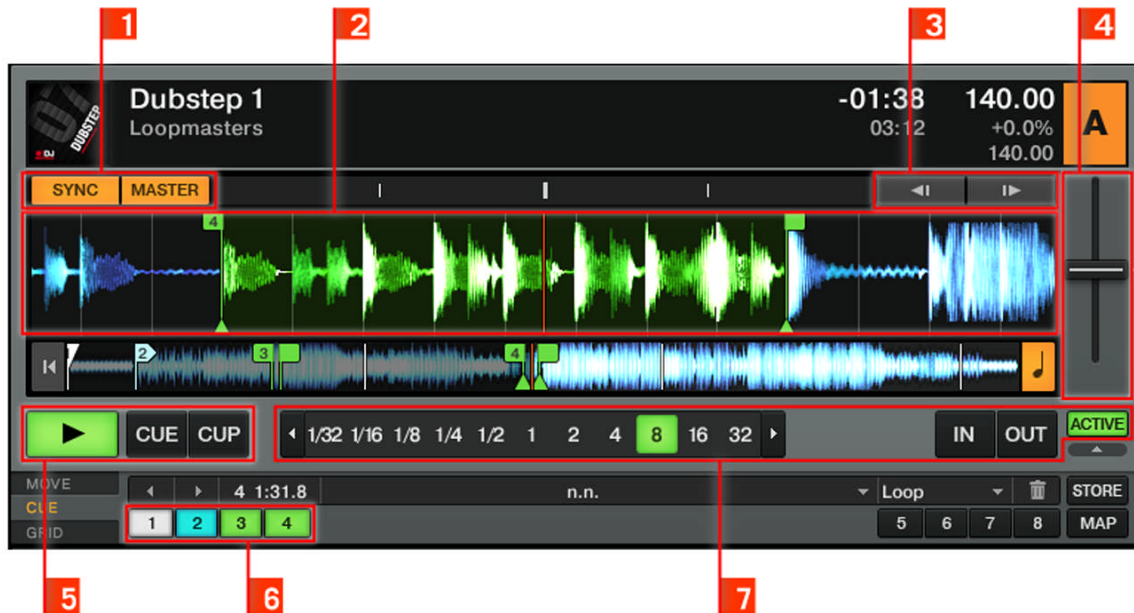 1 2 3 4
Dubstep 1 -01:38 140.00
Loopmasters 03:12 +0.0%
140.00
A
DUBSTEP
DJ
SYNC MASTER
4
2 3 4
CUE CUP 1/32 1/16 1/8 1/4 1/2 1 2 4 8 16 32 IN OUT ACTIVE
MOVE 4 1:31.8 n.n. Loop STORE
CUE 1 2 3 4 5 6 7 8 MAP
GRID
5 6 7